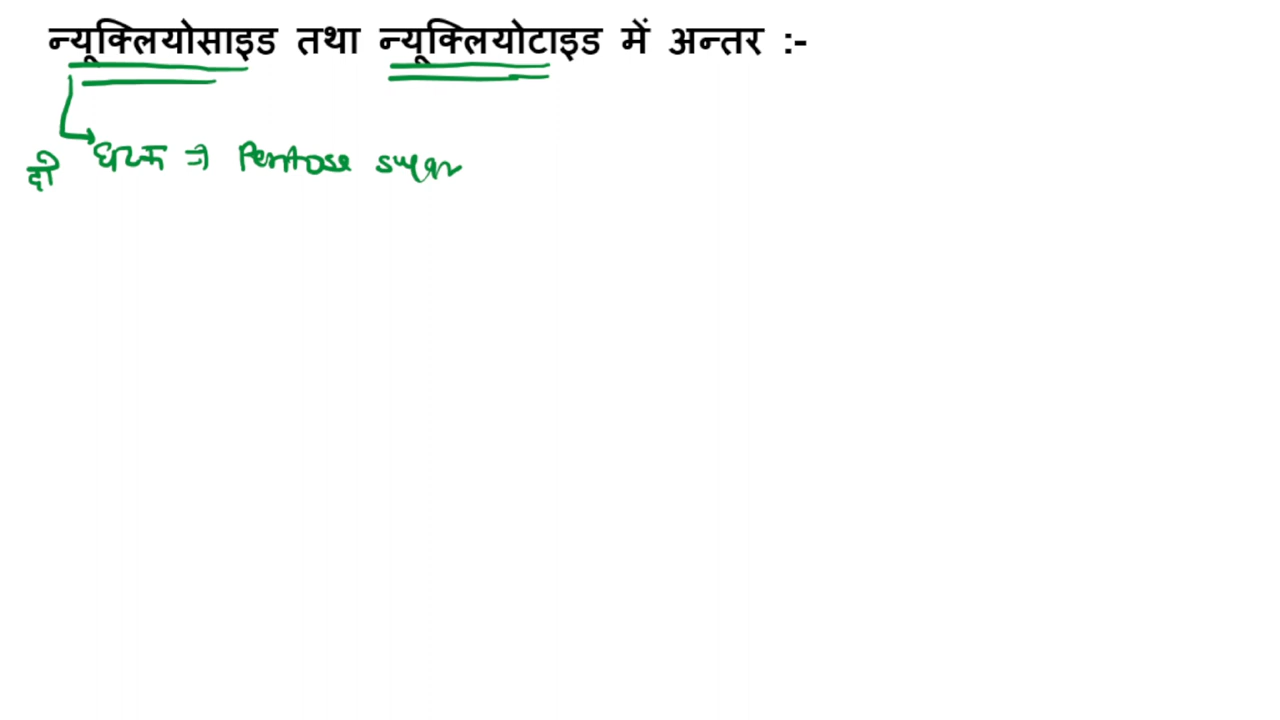 न्यूक्लियोसाइड तथा न्यूक्लियोटाइड में अन्तर :-
दो घटक ⇒ Pentose sugar